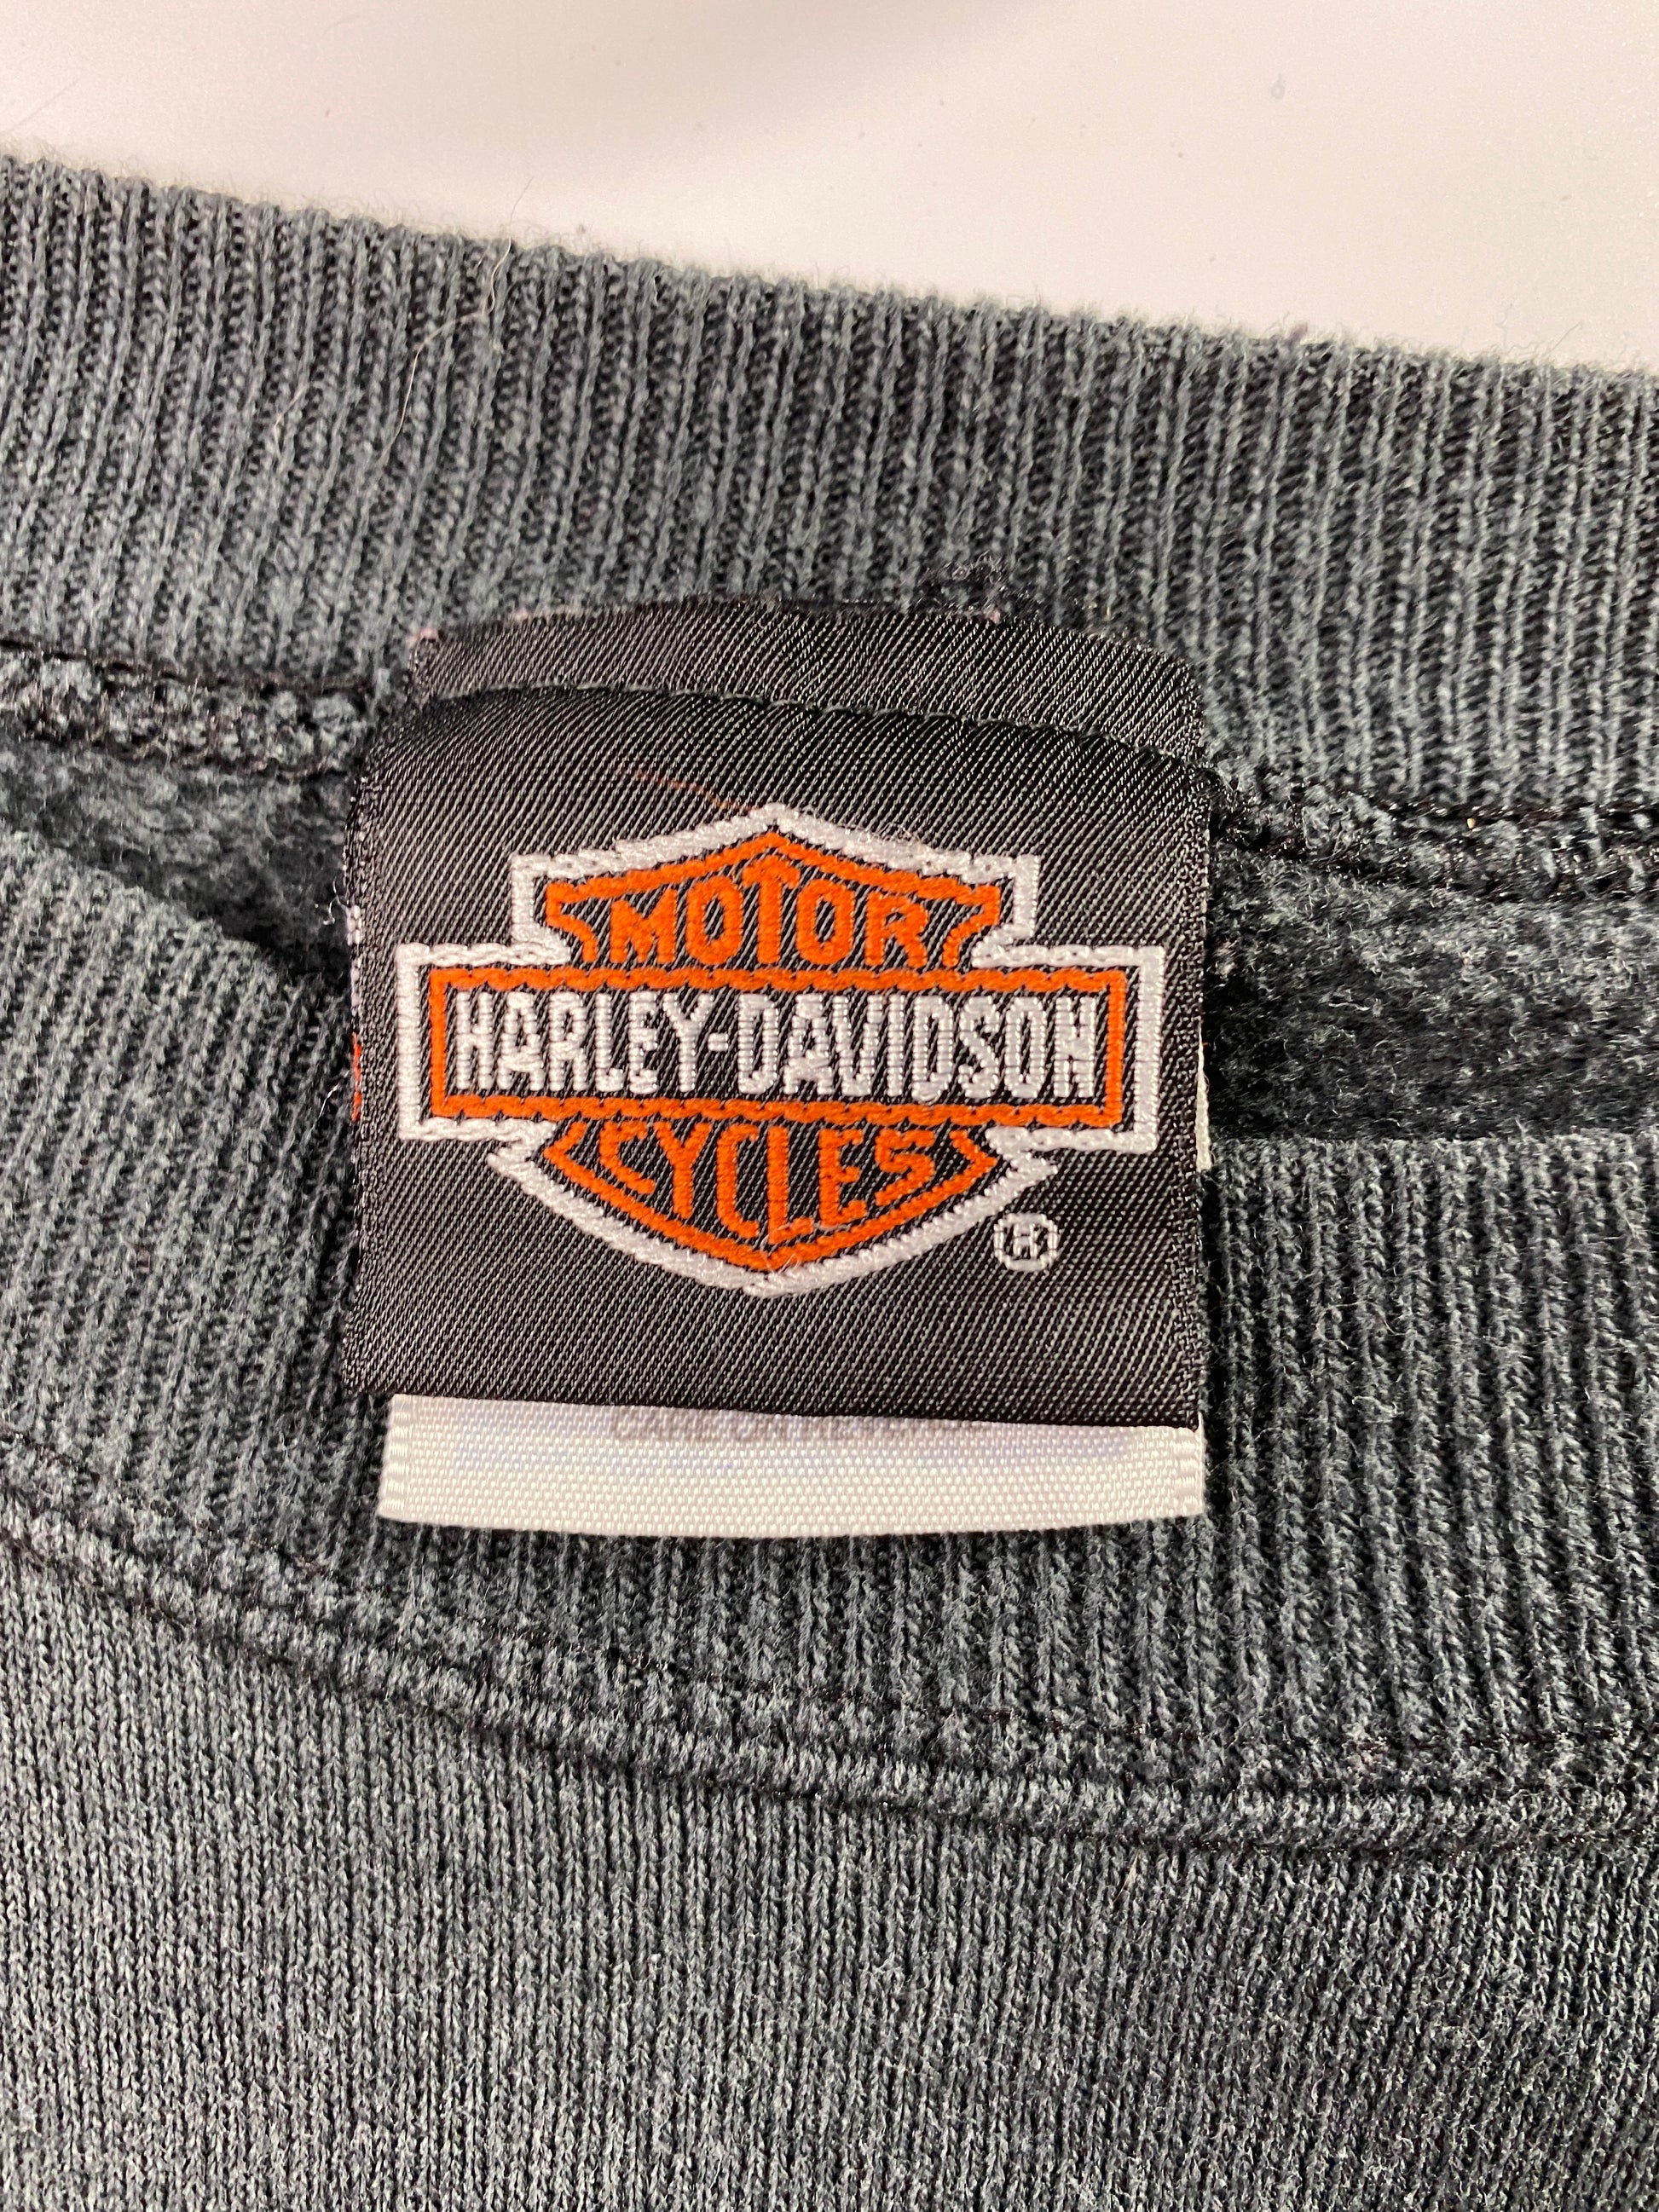 MOTOR
HARLEY-DAVIDSON
CYCLES
®